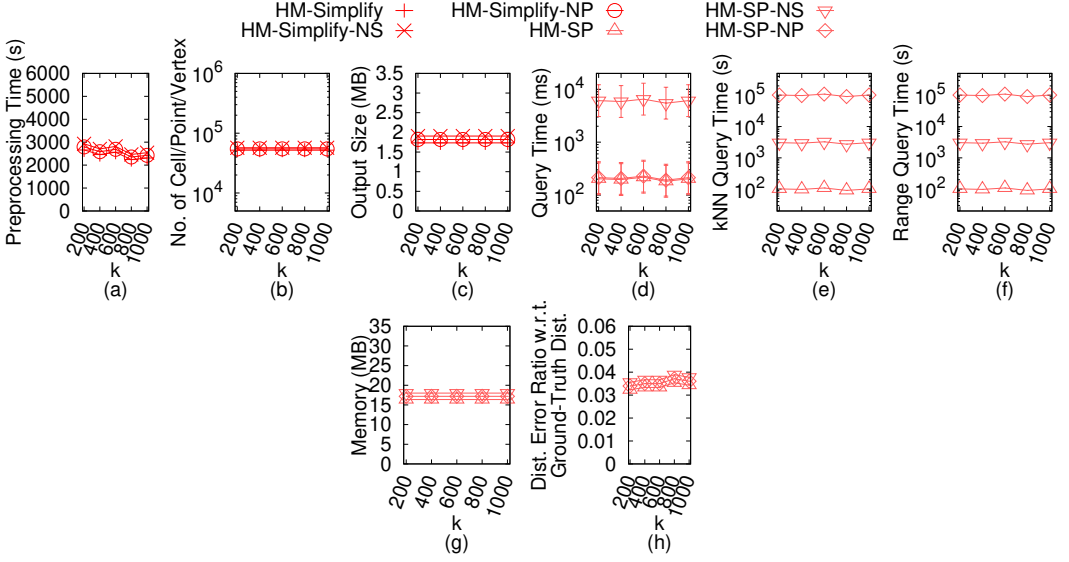 HM-Simplify HM-Simplify-NP HM-SP-NS
HM-Simplify-NS HM-SP HM-SP-NP
Preprocessing Time (s)
6000
5000
4000
3000
2000
1000
0
200 400 600 800 1000
k
(a)
No. of Cell/Point/Vertex
10^6
10^5
10^4
200 400 600 800 1000
k
(b)
Output Size (MB)
3.5
3
2.5
2
1.5
1
0.5
0
200 400 600 800 1000
k
(c)
Query Time (ms)
10^4
10^3
10^2
200 400 600 800 1000
k
(d)
kNN Query Time (s)
10^5
10^4
10^3
10^2
200 400 600 800 1000
k
(e)
Range Query Time (s)
10^5
10^4
10^3
10^2
200 400 600 800 1000
k
(f)
Memory (MB)
35
30
25
20
15
10
5
0
200 400 600 800 1000
k
(g)
Dist. Error Ratio w.r.t.
Ground-Truth Dist.
0.06
0.05
0.04
0.03
0.02
0.01
0
200 400 600 800 1000
k
(h)